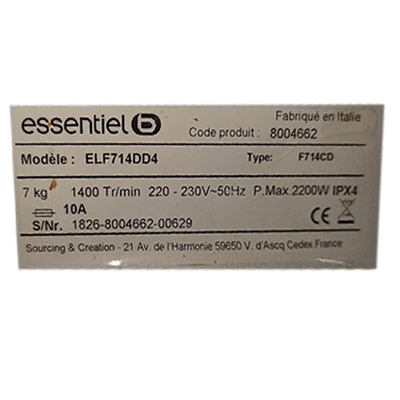 essentiel b
Fabriqué en Italie
Code produit : 8004662
Modèle : ELF714DD4 Type: F714CD
7 kg 1400 Tr/min 220 - 230V~50Hz P.Max.2200W IPX4
10A
S/Nr. 1826-8004662-00629
CE
Sourcing & Creation - 21 Av. de l'Harmonie 59650 V. d'Ascq Cedex France